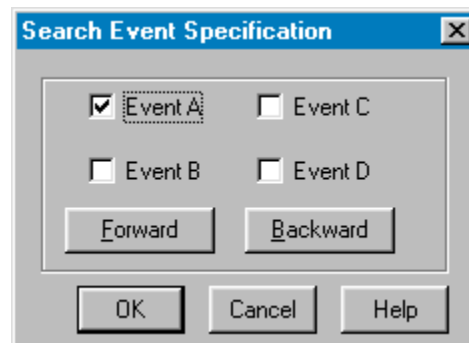 Search Event Specification
Event A Event C
Event B Event D
Forward Backward
OK Cancel Help